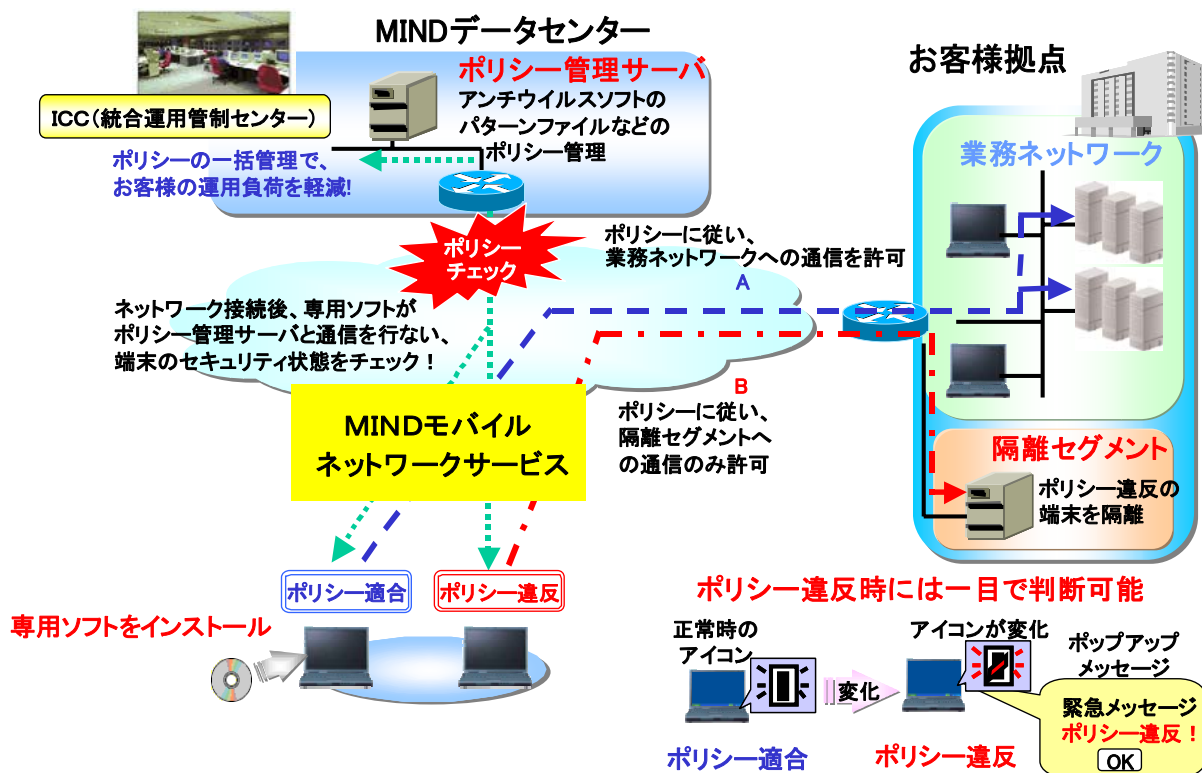 MINDデータセンター
ポリシー管理サーバ
アンチウイルスソフトの
パターンファイルなどの
ポリシー管理
ICC(統合運用管制センター)
ポリシーの一括管理で、
お客様の運用負荷を軽減!
お客様拠点
業務ネットワーク
ポリシー
チェック
ポリシーに従い、
業務ネットワークへの通信を許可
A
ネットワーク接続後、専用ソフトが
ポリシー管理サーバと通信を行ない、
端末のセキュリティ状態をチェック!
B
ポリシーに従い、
隔離セグメントへ
の通信のみ許可
MINDモバイル
ネットワークサービス
隔離セグメント
ポリシー違反の
端末を隔離
ポリシー適合
ポリシー違反
専用ソフトをインストール
ポリシー違反時には一目で判断可能
正常時の
アイコン
変化
アイコンが変化
ポップアップ
メッセージ
緊急メッセージ
ポリシー違反!
OK
ポリシー適合
ポリシー違反